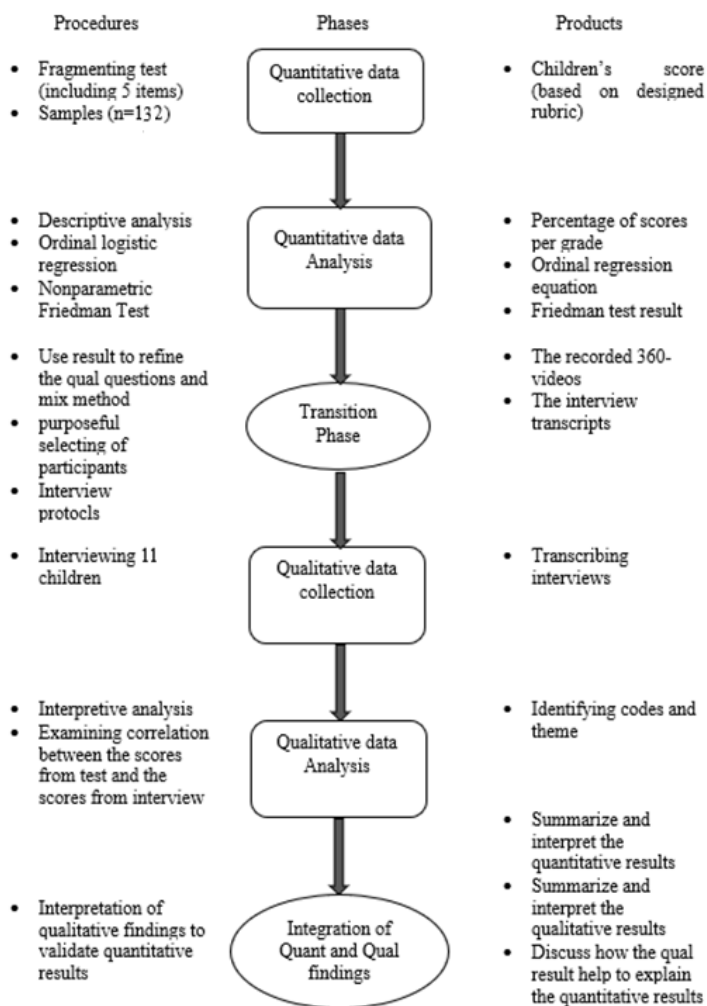 Procedures
Phases
Products
• Fragmenting test
(including 5 items)
• Samples (n=132)
Quantitative data
collection
• Children’s score
(based on designed
rubric)
• Descriptive analysis
• Ordinal logistic
regression
• Nonparametric
Friedman Test
Quantitative data
Analysis
• Percentage of scores
per grade
• Ordinal regression
equation
• Friedman test result
• Use result to refine
the qual questions and
mix method
• purposeful
selecting of
participants
• Interview
protocls
Transition
Phase
• The recorded 360-
videos
• The interview
transcripts
• Interviewing 11
children
Qualitative data
collection
• Transcribing
interviews
• Interpretive analysis
• Examining correlation
between the scores
from test and the
scores from interview
Qualitative data
Analysis
• Identifying codes and
theme
• Interpretation of
qualitative findings to
validate quantitative
results
Integration of
Quant and Qual
findings
• Summarize and
interpret the
quantitative results
• Summarize and
interpret the
qualitative results
• Discuss how the qual
result help to explain
the quantitative results